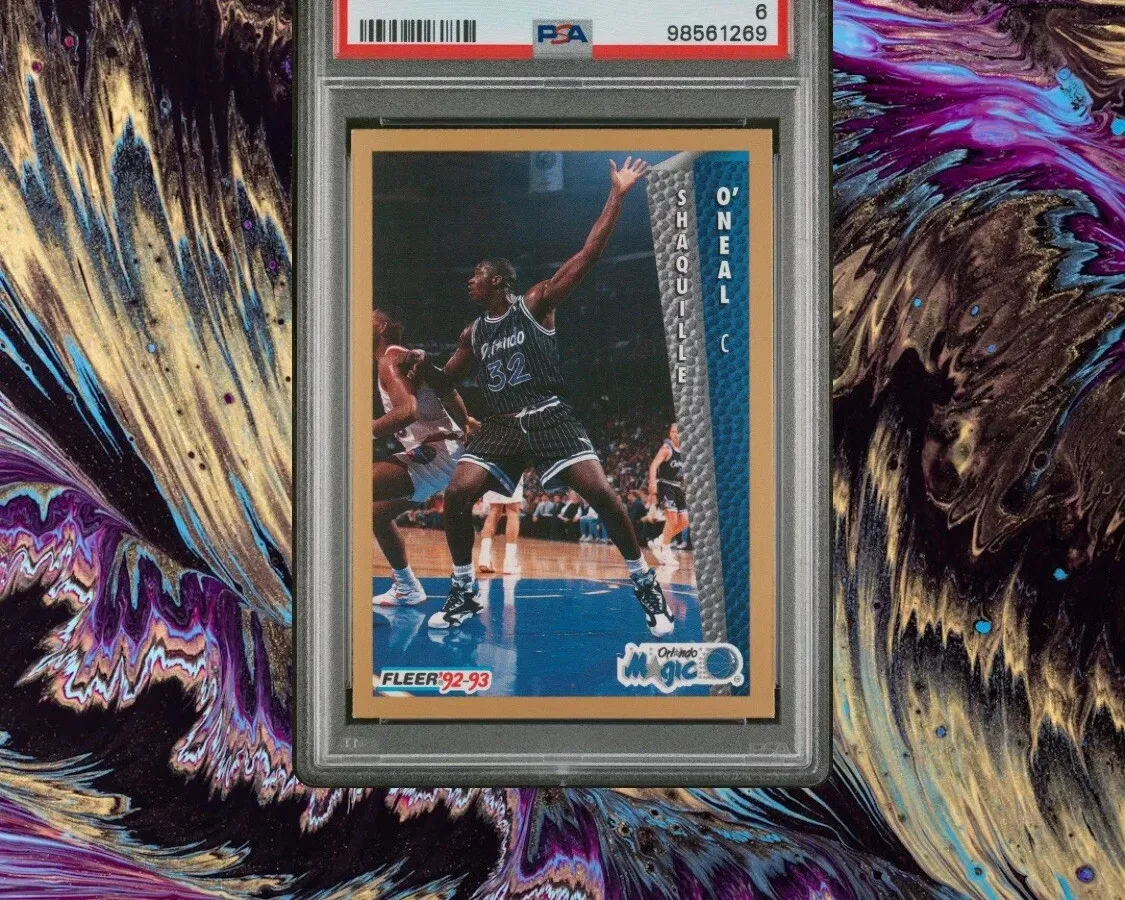 6
PSA
98561269
SHAQUILLE
O'NEAL C
Orlando
32
FLEER '92-93
Orlando
Magic